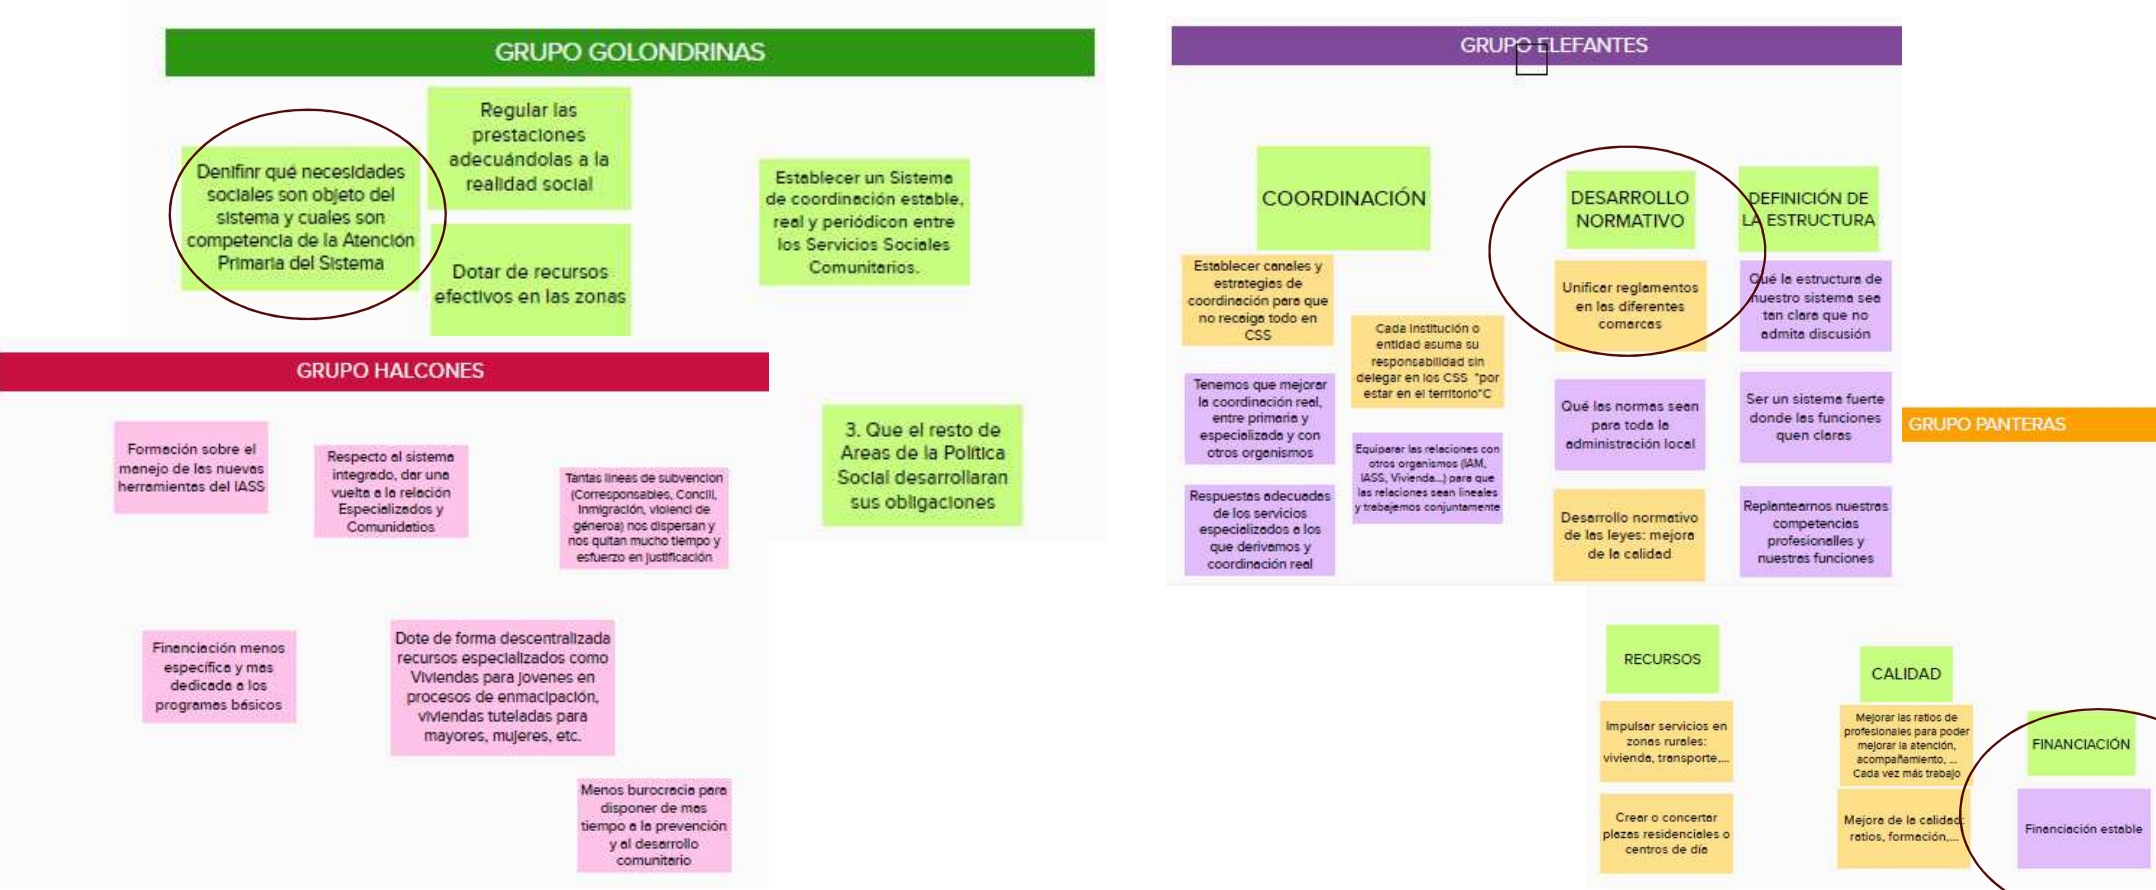 GRUPO GOLONDRINAS
Denifinr qué necesidades
sociales son objeto del
sistema y cuales son
competencia de la Atención
Primaria del Sistema
Regular las
prestaciones
adecuándolas a la
realidad social
Dotar de recursos
efectivos en las zonas
Establecer un Sistema
de coordinación estable,
real y periódicon entre
los Servicios Sociales
Comunitarios.
3. Que el resto de
Areas de la Política
Social desarrollaran
sus obligaciones
GRUPO HALCONES
Formación sobre el
manejo de las nuevas
herramientas del IASS
Respecto al sistema
integrado, dar una
vuelta a la relación
Especializados y
Comunidatios
Tantas lineas de subvencion
(Corresponsables, Concili,
Inmigración, violenci de
géneroa) nos dispersan y
nos quitan mucho tiempo y
esfuerzo en justificación
Financiación menos
específica y mas
dedicada a los
programas básicos
Dote de forma descentralizada
recursos especializados como
Viviendas para jovenes en
procesos de enmacipación,
viviendas tuteladas para
mayores, mujeres, etc.
Menos burocracia para
disponer de mas
tiempo a la prevención
y al desarrollo
comunitario
GRUPO ELEFANTES
COORDINACIÓN
Establecer canales y
estrategias de
coordinación para que
no recaiga todo en
CSS
Tenemos que mejorar
la coordinación real,
entre primaria y
especializada y con
otros organismos
Respuestas adecuadas
de los servicios
especializados a los
que derivamos y
coordinación real
Cada institución o
entidad asuma su
responsabilidad sin
delegar en los CSS "por
estar en el territorio"C
Equiparar las relaciones con
otros organismos (IAM,
IASS, Vivienda...) para que
las relaciones sean lineales
y trabajemos conjuntamente
DESARROLLO
NORMATIVO
Unificar reglamentos
en las diferentes
comarcas
Qué las normas sean
para toda la
administración local
Desarrollo normativo
de las leyes: mejora
de la calidad
DEFINICIÓN DE
LA ESTRUCTURA
Qué la estructura de
nuestro sistema sea
tan clara que no
admita discusión
Ser un sistema fuerte
donde las funciones
quen claras
Replantearnos nuestras
competencias
profesionalles y
nuestras funciones
GRUPO PANTERAS
RECURSOS
Impulsar servicios en
zonas rurales:
vivienda, transporte,...
Crear o concertar
plazas residenciales o
centros de día
CALIDAD
Mejorar las ratios de
profesionales para poder
mejorar la atención,
acompañamiento, ...
Cada vez más trabajo
Mejora de la calidad:
ratios, formación,...
FINANCIACIÓN
Financiación estable